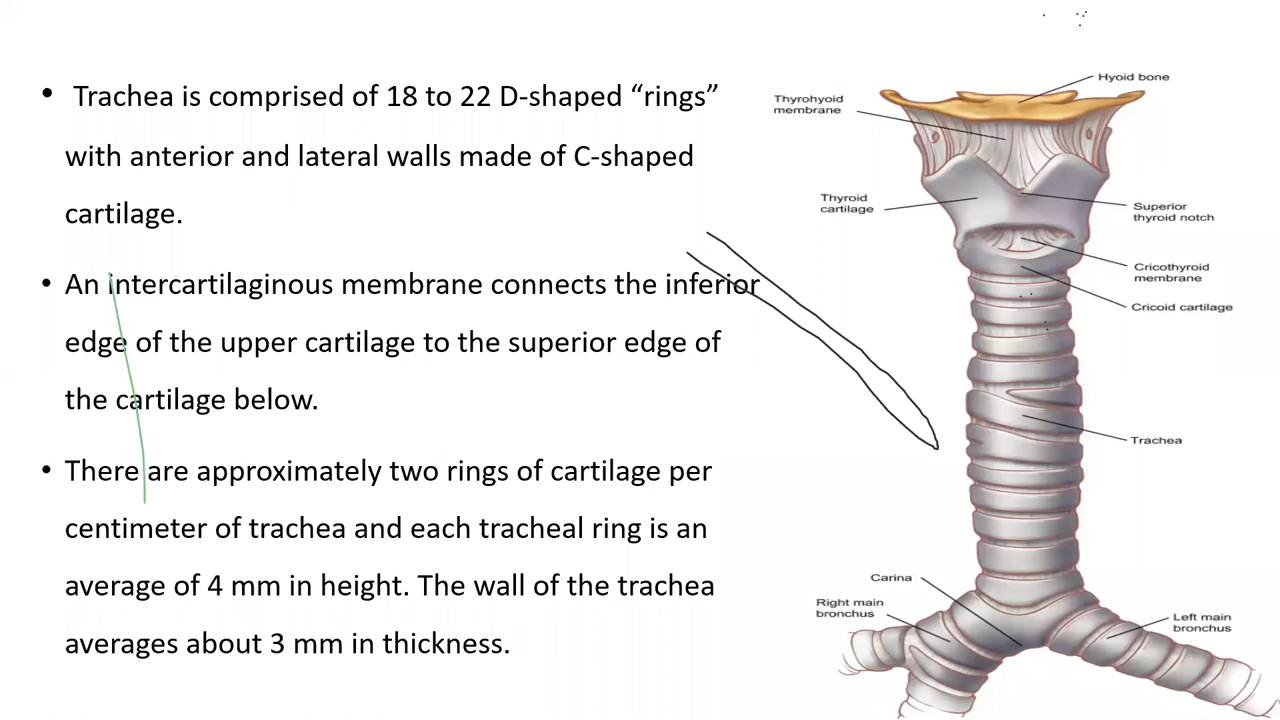 • Trachea is comprised of 18 to 22 D-shaped “rings”
with anterior and lateral walls made of C-shaped
cartilage.
• An intercartilaginous membrane connects the inferior
edge of the upper cartilage to the superior edge of
the cartilage below.
• There are approximately two rings of cartilage per
centimeter of trachea and each tracheal ring is an
average of 4 mm in height. The wall of the trachea
averages about 3 mm in thickness.
Hyoid bone
Thyrohyoid
membrane
Thyroid
cartilage
Superior
thyroid notch
Cricothyroid
membrane
Cricoid cartilage
Trachea
Carina
Right main
bronchus
Left main
bronchus